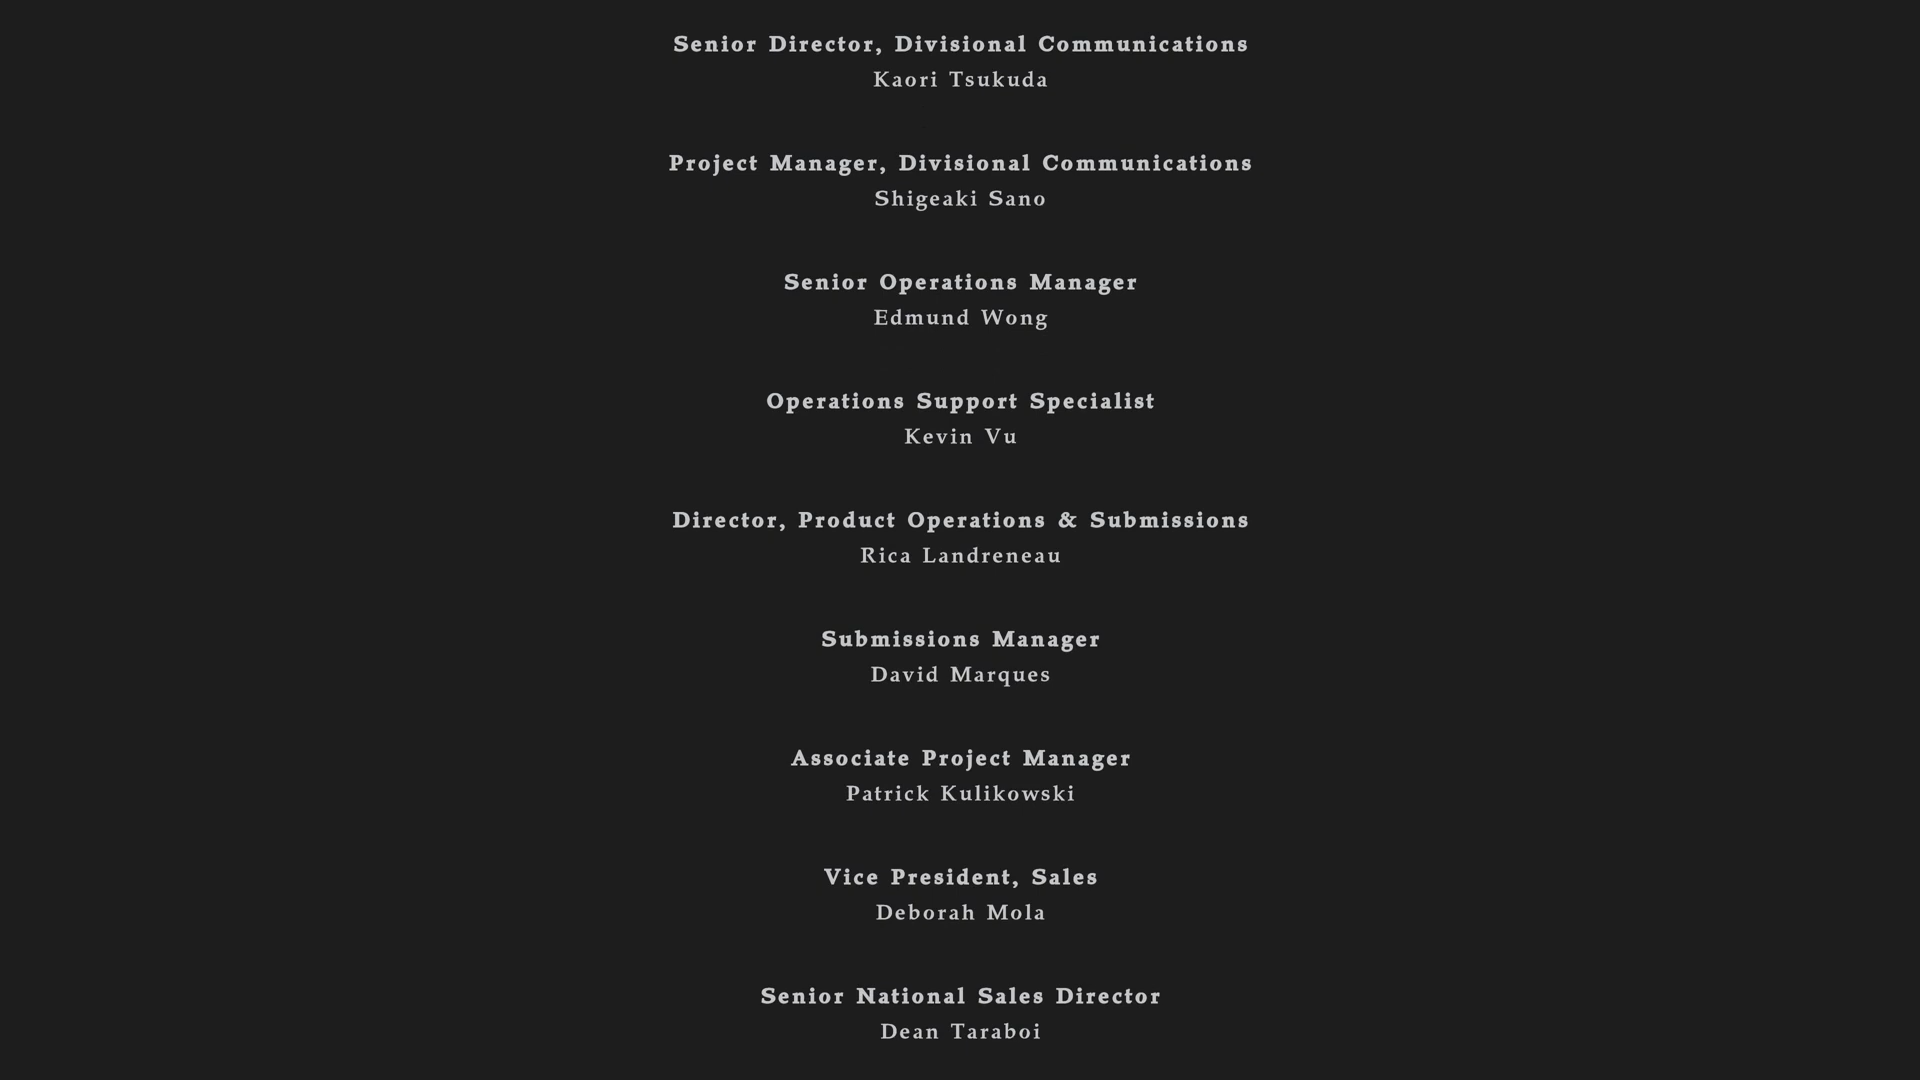 Senior Director, Divisional Communications
Kaori Tsukuda
Project Manager, Divisional Communications
Shigeaki Sano
Senior Operations Manager
Edmund Wong
Operations Support Specialist
Kevin Vu
Director, Product Operations & Submissions
Rica Landreneau
Submissions Manager
David Marques
Associate Project Manager
Patrick Kulikowski
Vice President, Sales
Deborah Mola
Senior National Sales Director
Dean Taraboi